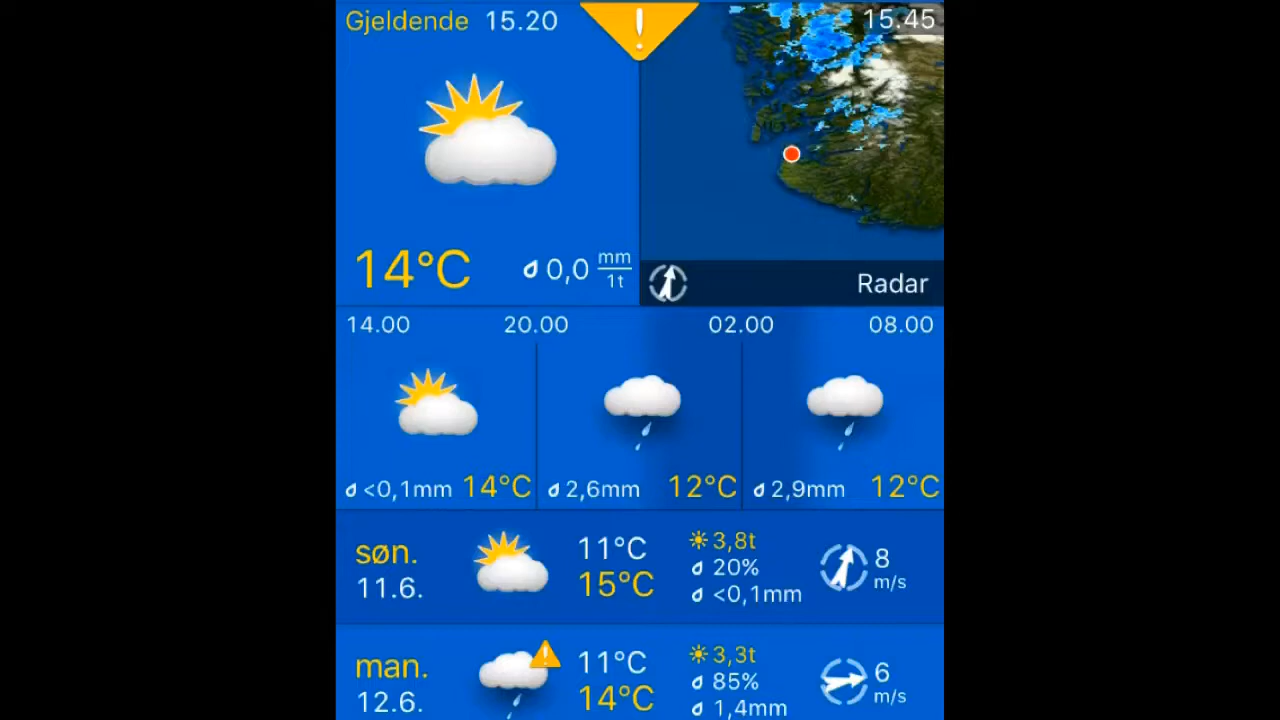 Gjeldende 15.20
15.45
14°C
0,0 mm
1t
Radar
14.00 20.00 02.00 08.00
<0,1mm 14°C 2,6mm 12°C 2,9mm 12°C
søn. 11°C 3,8t 8
11.6. 15°C 20% m/s
<0,1mm
man. 11°C 3,3t 6
12.6. 14°C 85% m/s
1,4mm